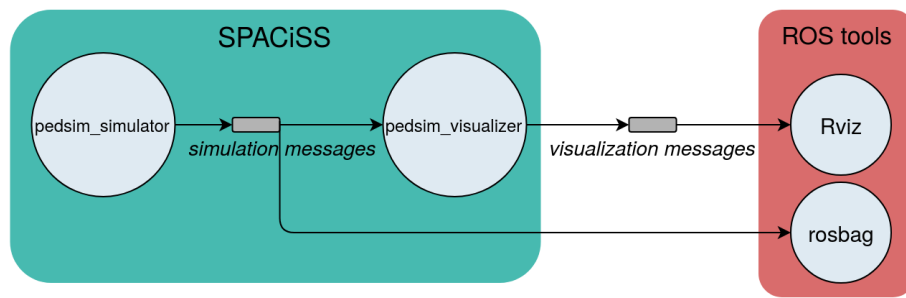 SPACiSS
ROS tools
pedsim_simulator
pedsim_visualizer
Rviz
simulation messages
visualization messages
rosbag